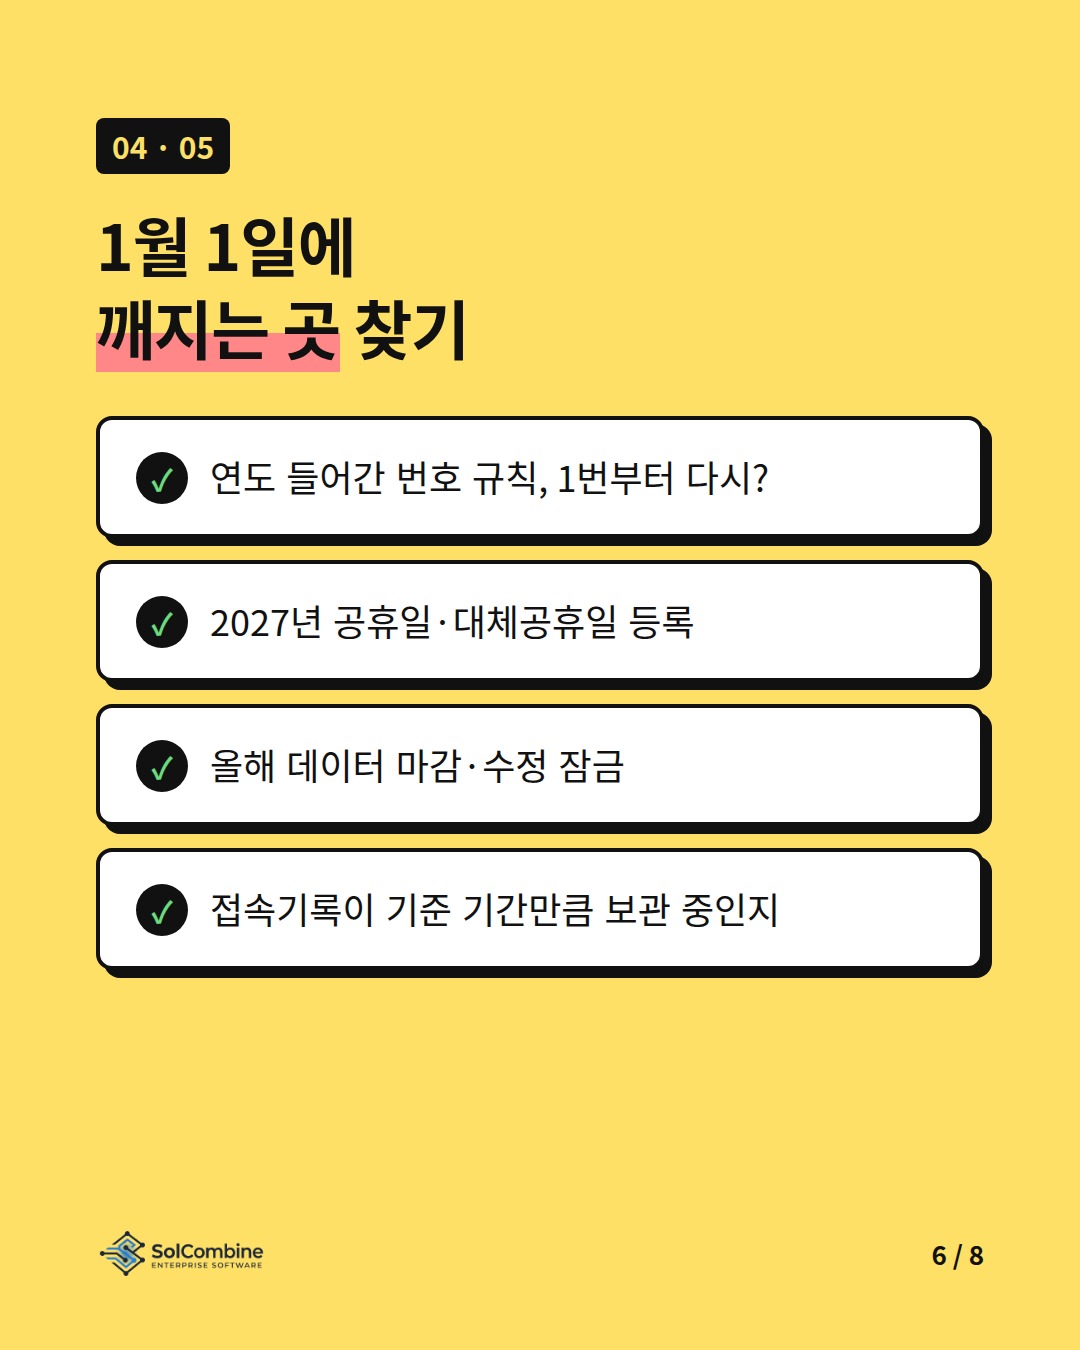 04 · 05
1월 1일에
깨지는 곳 찾기
✓ 연도 들어간 번호 규칙, 1번부터 다시?
✓ 2027년 공휴일·대체공휴일 등록
✓ 올해 데이터 마감·수정 잠금
✓ 접속기록이 기준 기간만큼 보관 중인지
SolCombine
ENTERPRISE SOFTWARE
6 / 8